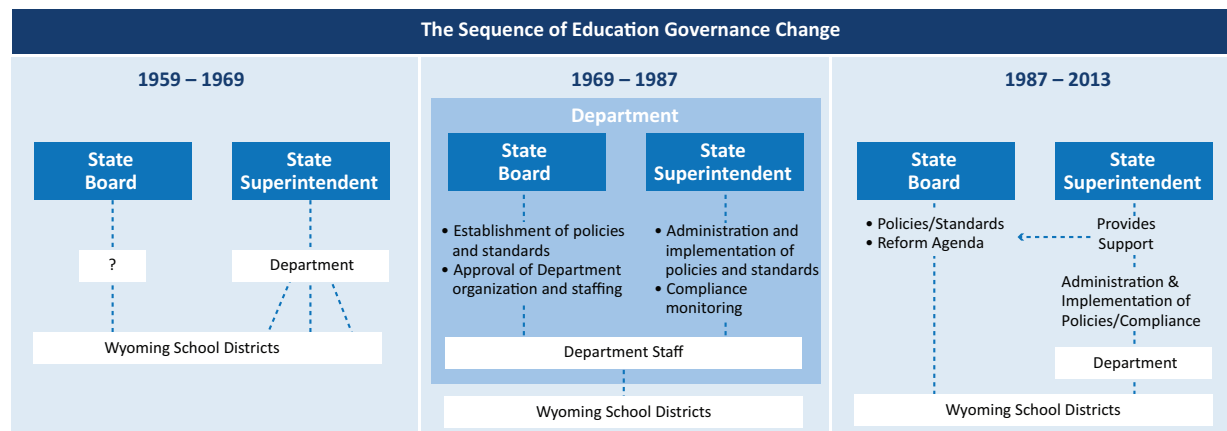 The Sequence of Education Governance Change
1959 – 1969
State
Board
State
Superintendent
?
Department
Wyoming School Districts
1969 – 1987
Department
State
Board
State
Superintendent
• Establishment of policies
and standards
• Approval of Department
organization and staffing
• Administration and
implementation of
policies and standards
• Compliance
monitoring
Department Staff
Wyoming School Districts
1987 – 2013
State
Board
State
Superintendent
• Policies/Standards
• Reform Agenda
Provides
Support
Administration &
Implementation of
Policies/Compliance
Department
Wyoming School Districts